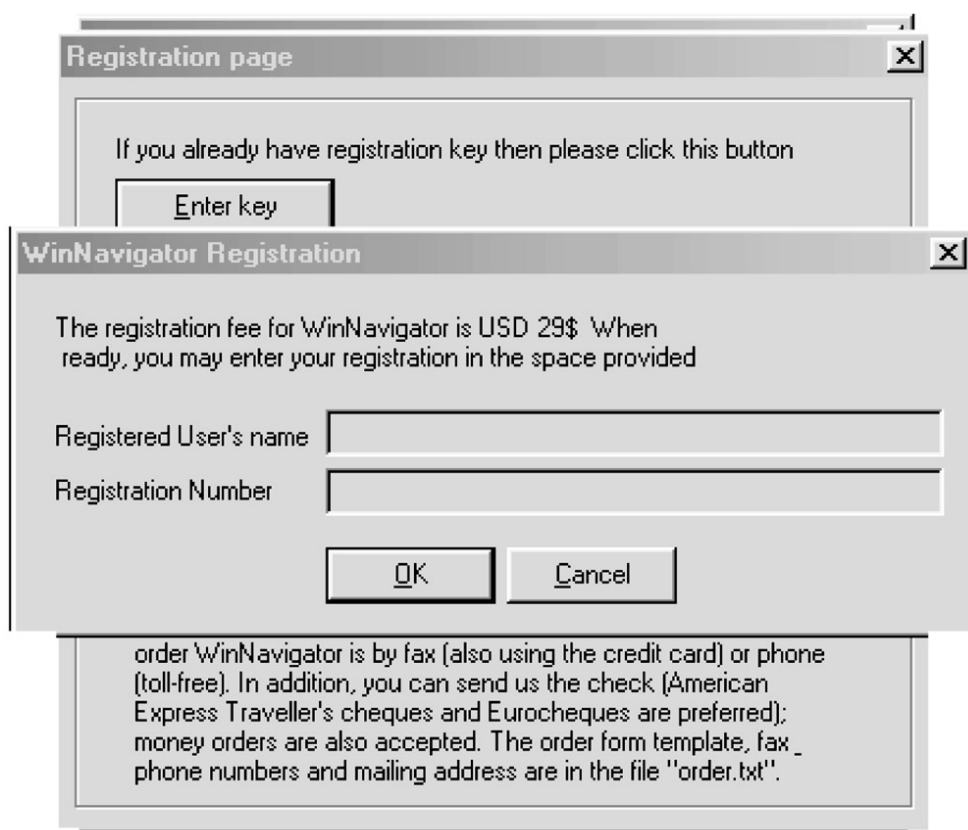 Registration page
If you already have registration key then please click this button
Enter key
WinNavigator Registration
The registration fee for WinNavigator is USD 29$ When
ready, you may enter your registration in the space provided
Registered User's name
Registration Number
OK
Cancel
order WinNavigator is by fax (also using the credit card) or phone
(toll-free). In addition, you can send us the check (American
Express Traveller's cheques and Eurocheques are preferred);
money orders are also accepted. The order form template, fax _
phone numbers and mailing address are in the file "order.txt".